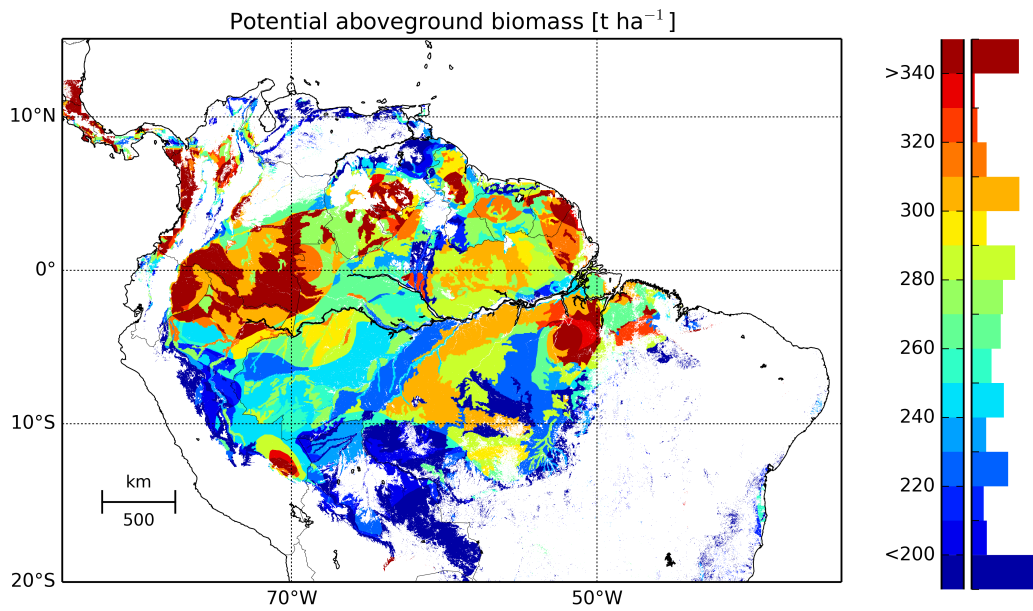 Potential aboveground biomass [t ha⁻¹]
10°N
0°
10°S
20°S
70°W
50°W
km
500
>340
320
300
280
260
240
220
<200